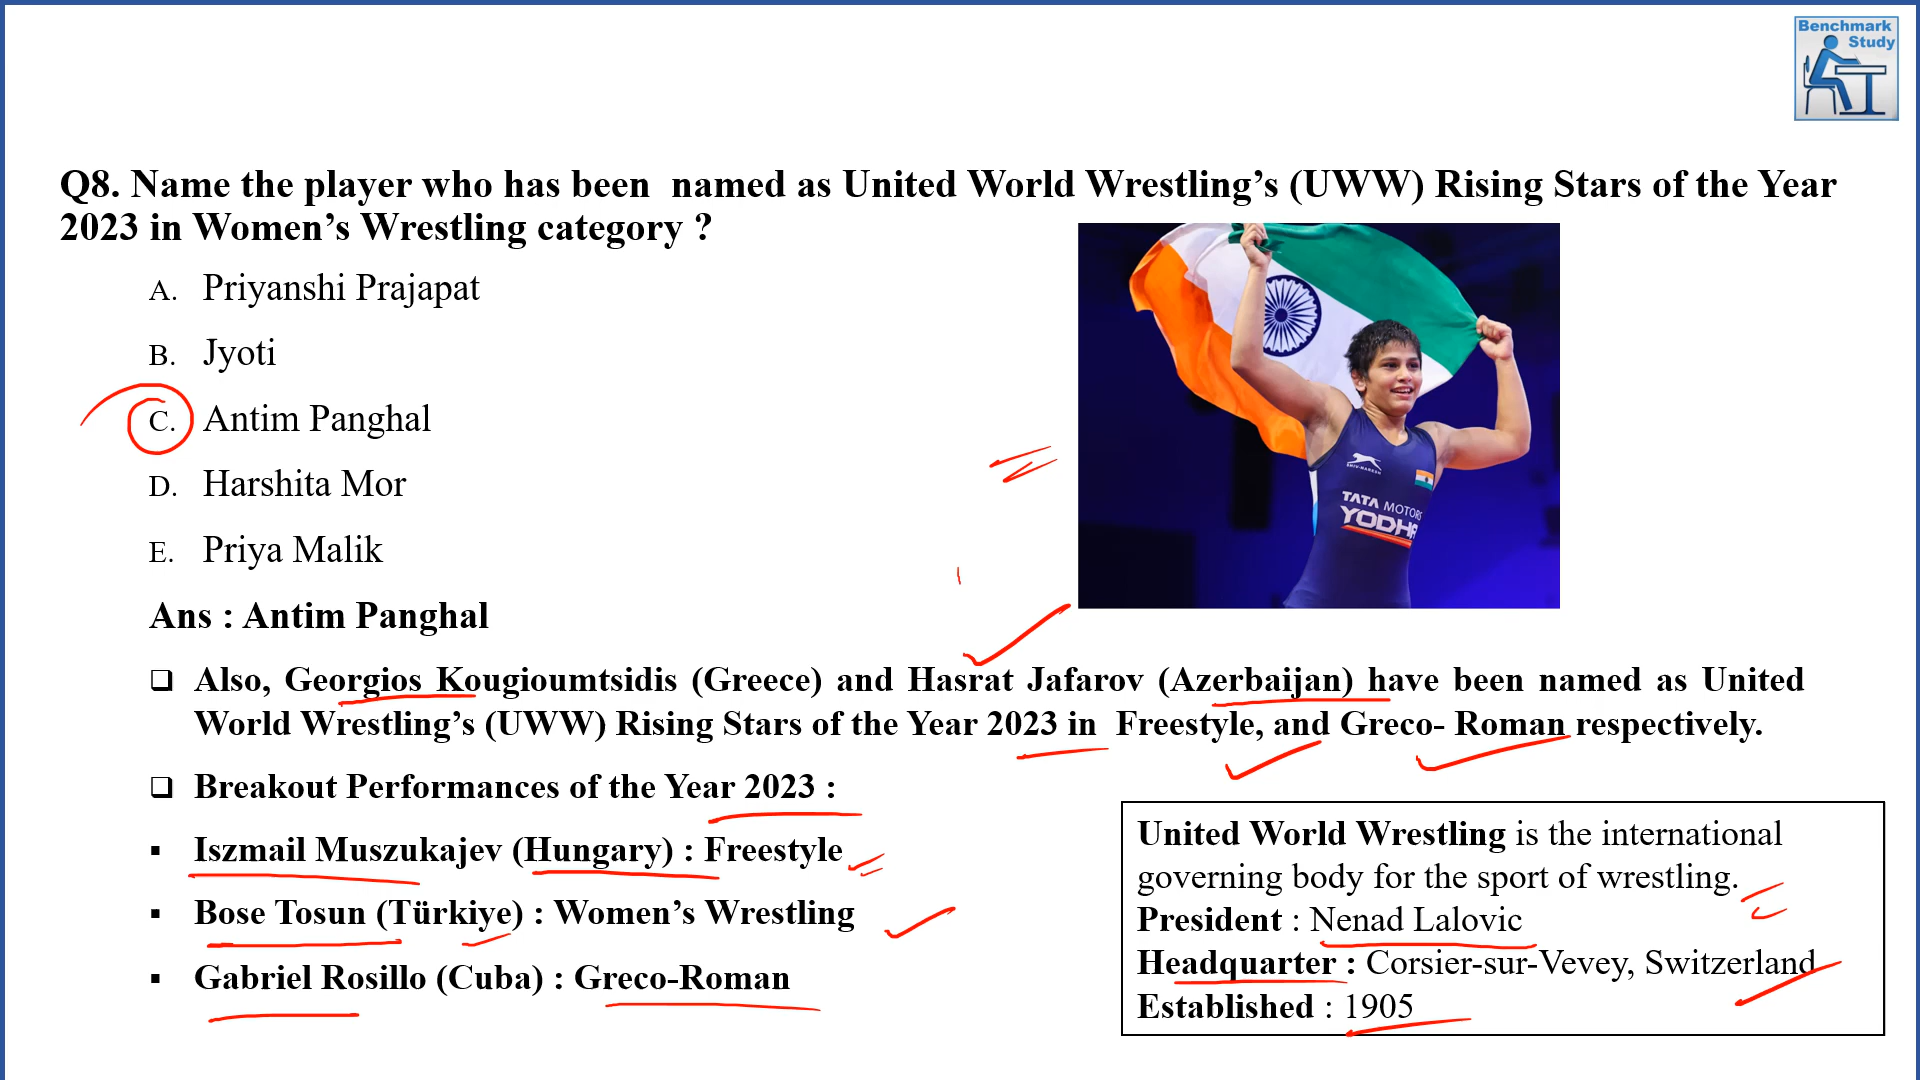 Benchmark
Study
Q8. Name the player who has been named as United World Wrestling’s (UWW) Rising Stars of the Year
2023 in Women’s Wrestling category ?
A. Priyanshi Prajapat
B. Jyoti
C. Antim Panghal
D. Harshita Mor
E. Priya Malik
SHIV-NARESH
TATA MOTORS
YODHA
Ans : Antim Panghal
❑ Also, Georgios Kougioumtsidis (Greece) and Hasrat Jafarov (Azerbaijan) have been named as United
World Wrestling’s (UWW) Rising Stars of the Year 2023 in Freestyle, and Greco- Roman respectively.
❑ Breakout Performances of the Year 2023 :
▪ Iszmail Muszukajev (Hungary) : Freestyle
▪ Bose Tosun (Türkiye) : Women’s Wrestling
▪ Gabriel Rosillo (Cuba) : Greco-Roman
United World Wrestling is the international
governing body for the sport of wrestling.
President : Nenad Lalovic
Headquarter : Corsier-sur-Vevey, Switzerland
Established : 1905